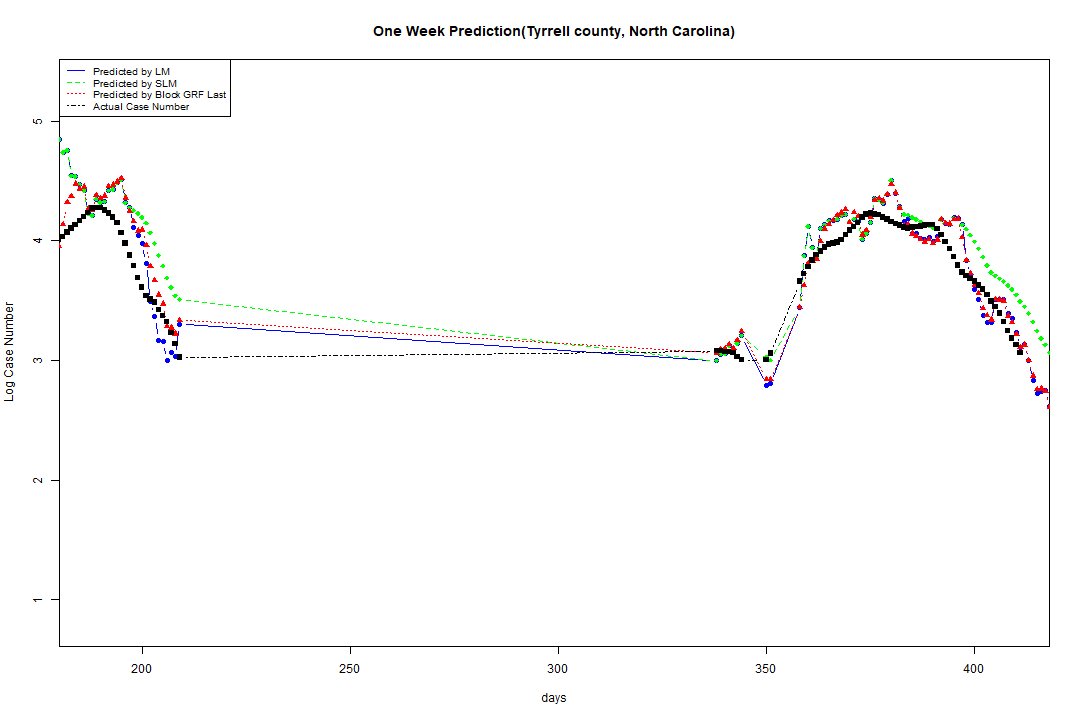 One Week Prediction(Tyrrell county, North Carolina)
Predicted by LM
Predicted by SLM
Predicted by Block GRF Last
Actual Case Number
5
4
3
2
1
Log Case Number
200
250
300
350
400
days